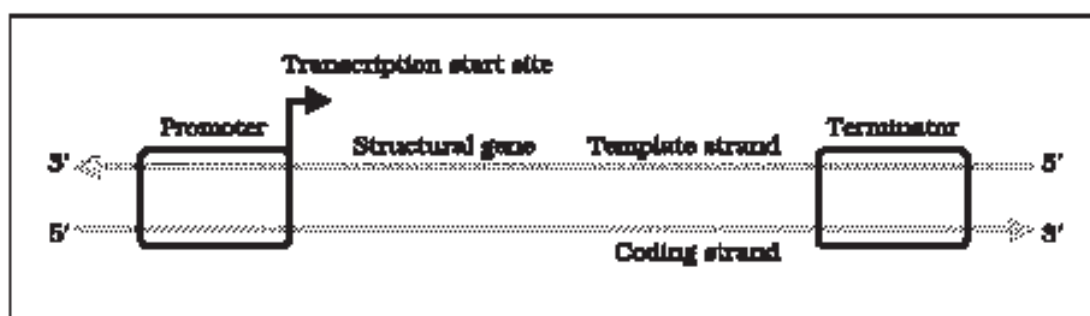 Transcription start site
Promoter
Terminator
Structural gene
Template strand
3'
5'
5'
3'
Coding strand